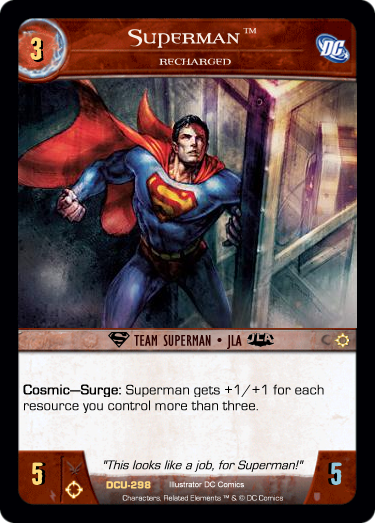 3
SUPERMAN™
DC
RECHARGED
TEAM SUPERMAN • JLA JLA
Cosmic—Surge: Superman gets +1/+1 for each
resource you control more than three.
"This looks like a job, for Superman!"
5
DCU-298 Illustrator DC Comics
5
Characters, Related Elements ™ & © DC Comics